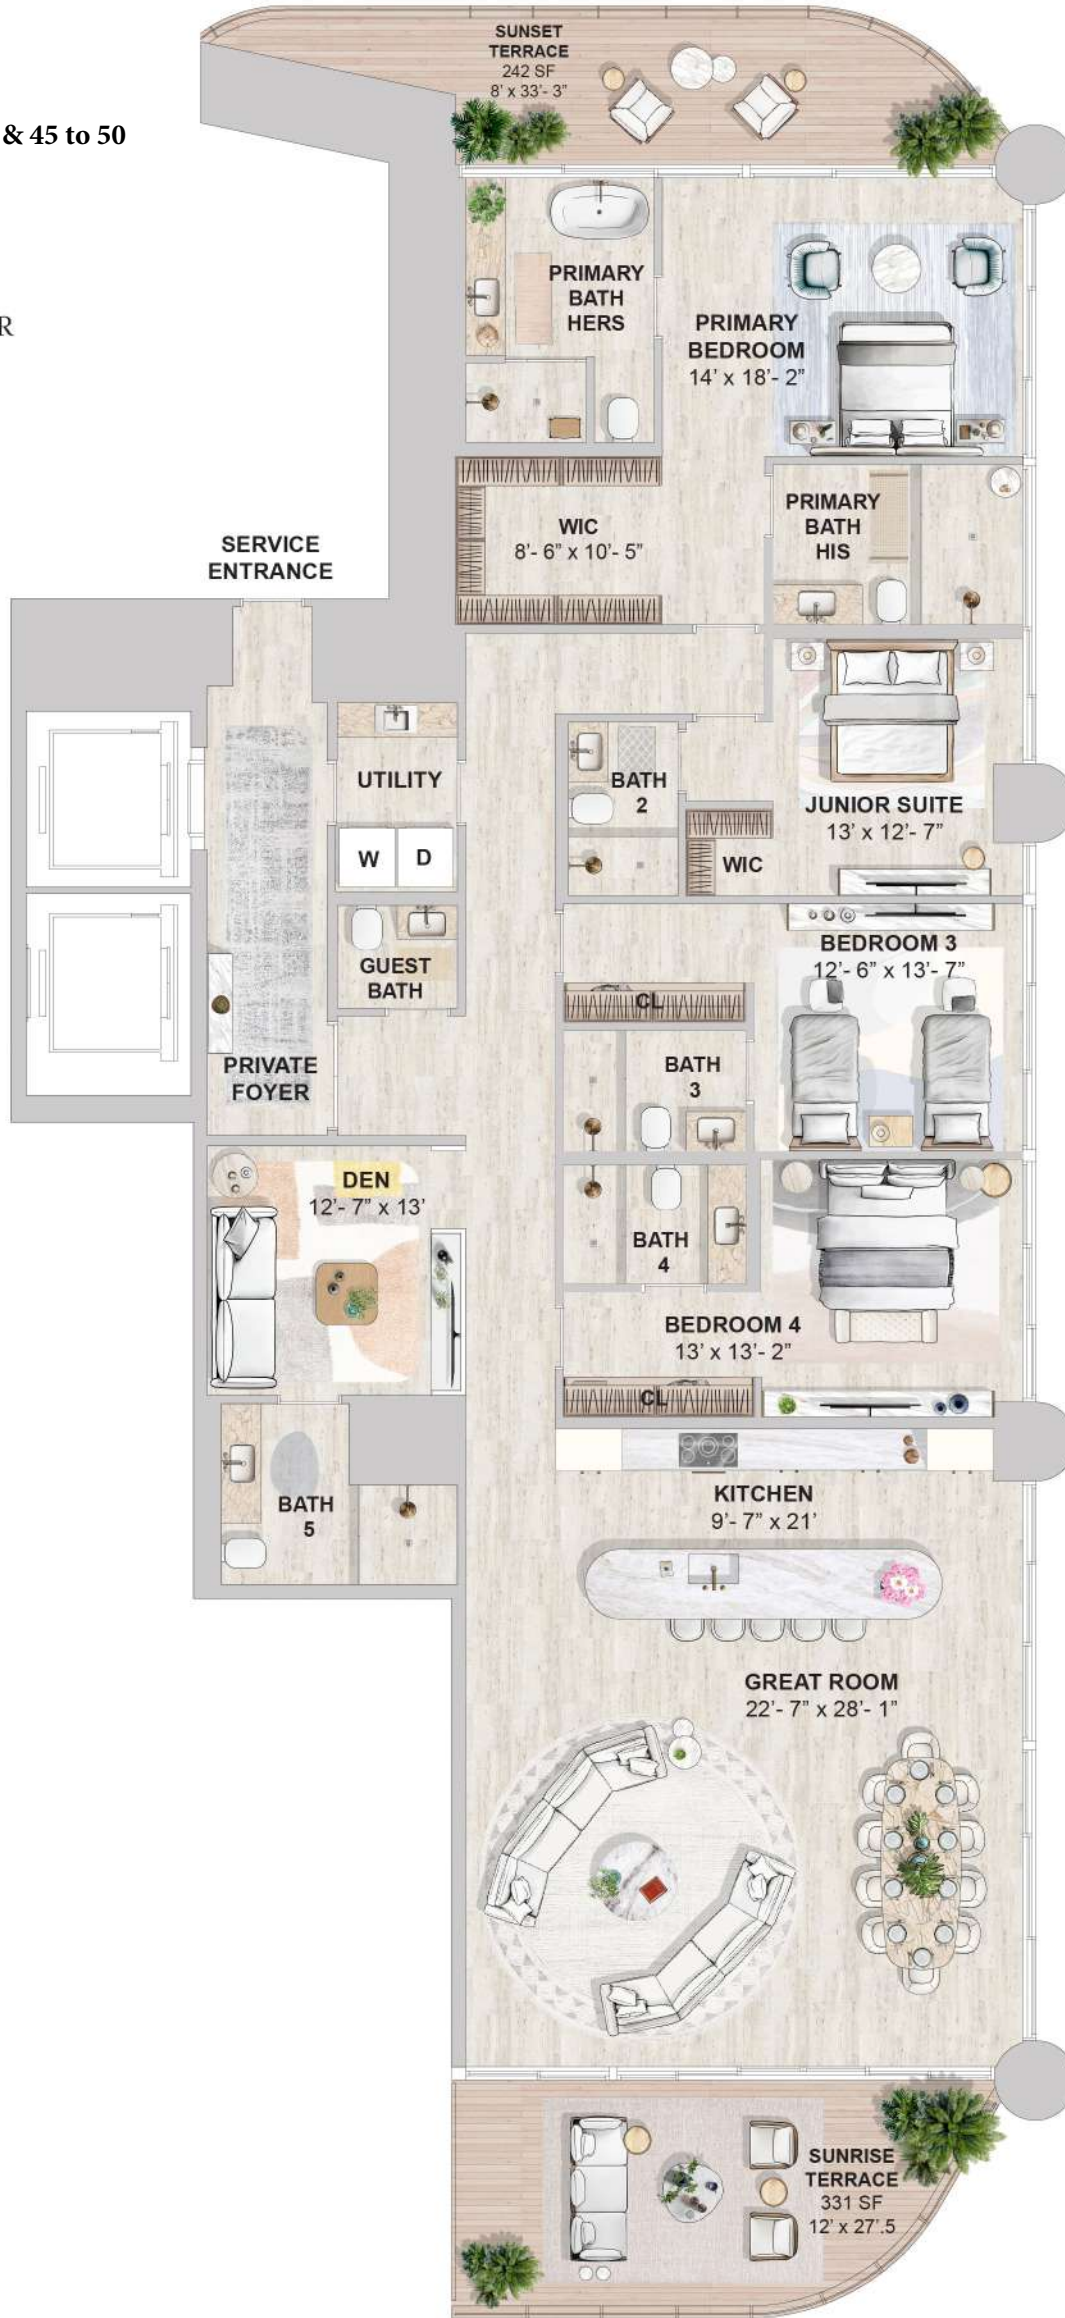 SUNSET
TERRACE
242 SF
8' x 33'- 3”
& 45 to 50
R
PRIMARY
BATH
HERS
PRIMARY
BEDROOM
14’ x 18’- 2”
WIC
8’- 6” x 10’- 5”
PRIMARY
BATH
HIS
SERVICE
ENTRANCE
UTILITY
W
D
BATH
2
WIC
JUNIOR SUITE
13’ x 12’- 7”
GUEST
BATH
BEDROOM 3
12’- 6” x 13’- 7”
CL
PRIVATE
FOYER
BATH
3
DEN
12’- 7” x 13’
BATH
4
BEDROOM 4
13’ x 13’- 2”
CL
BATH
5
KITCHEN
9’- 7” x 21’
GREAT ROOM
22’- 7” x 28’- 1”
SUNRISE
TERRACE
331 SF
12’ x 27’.5